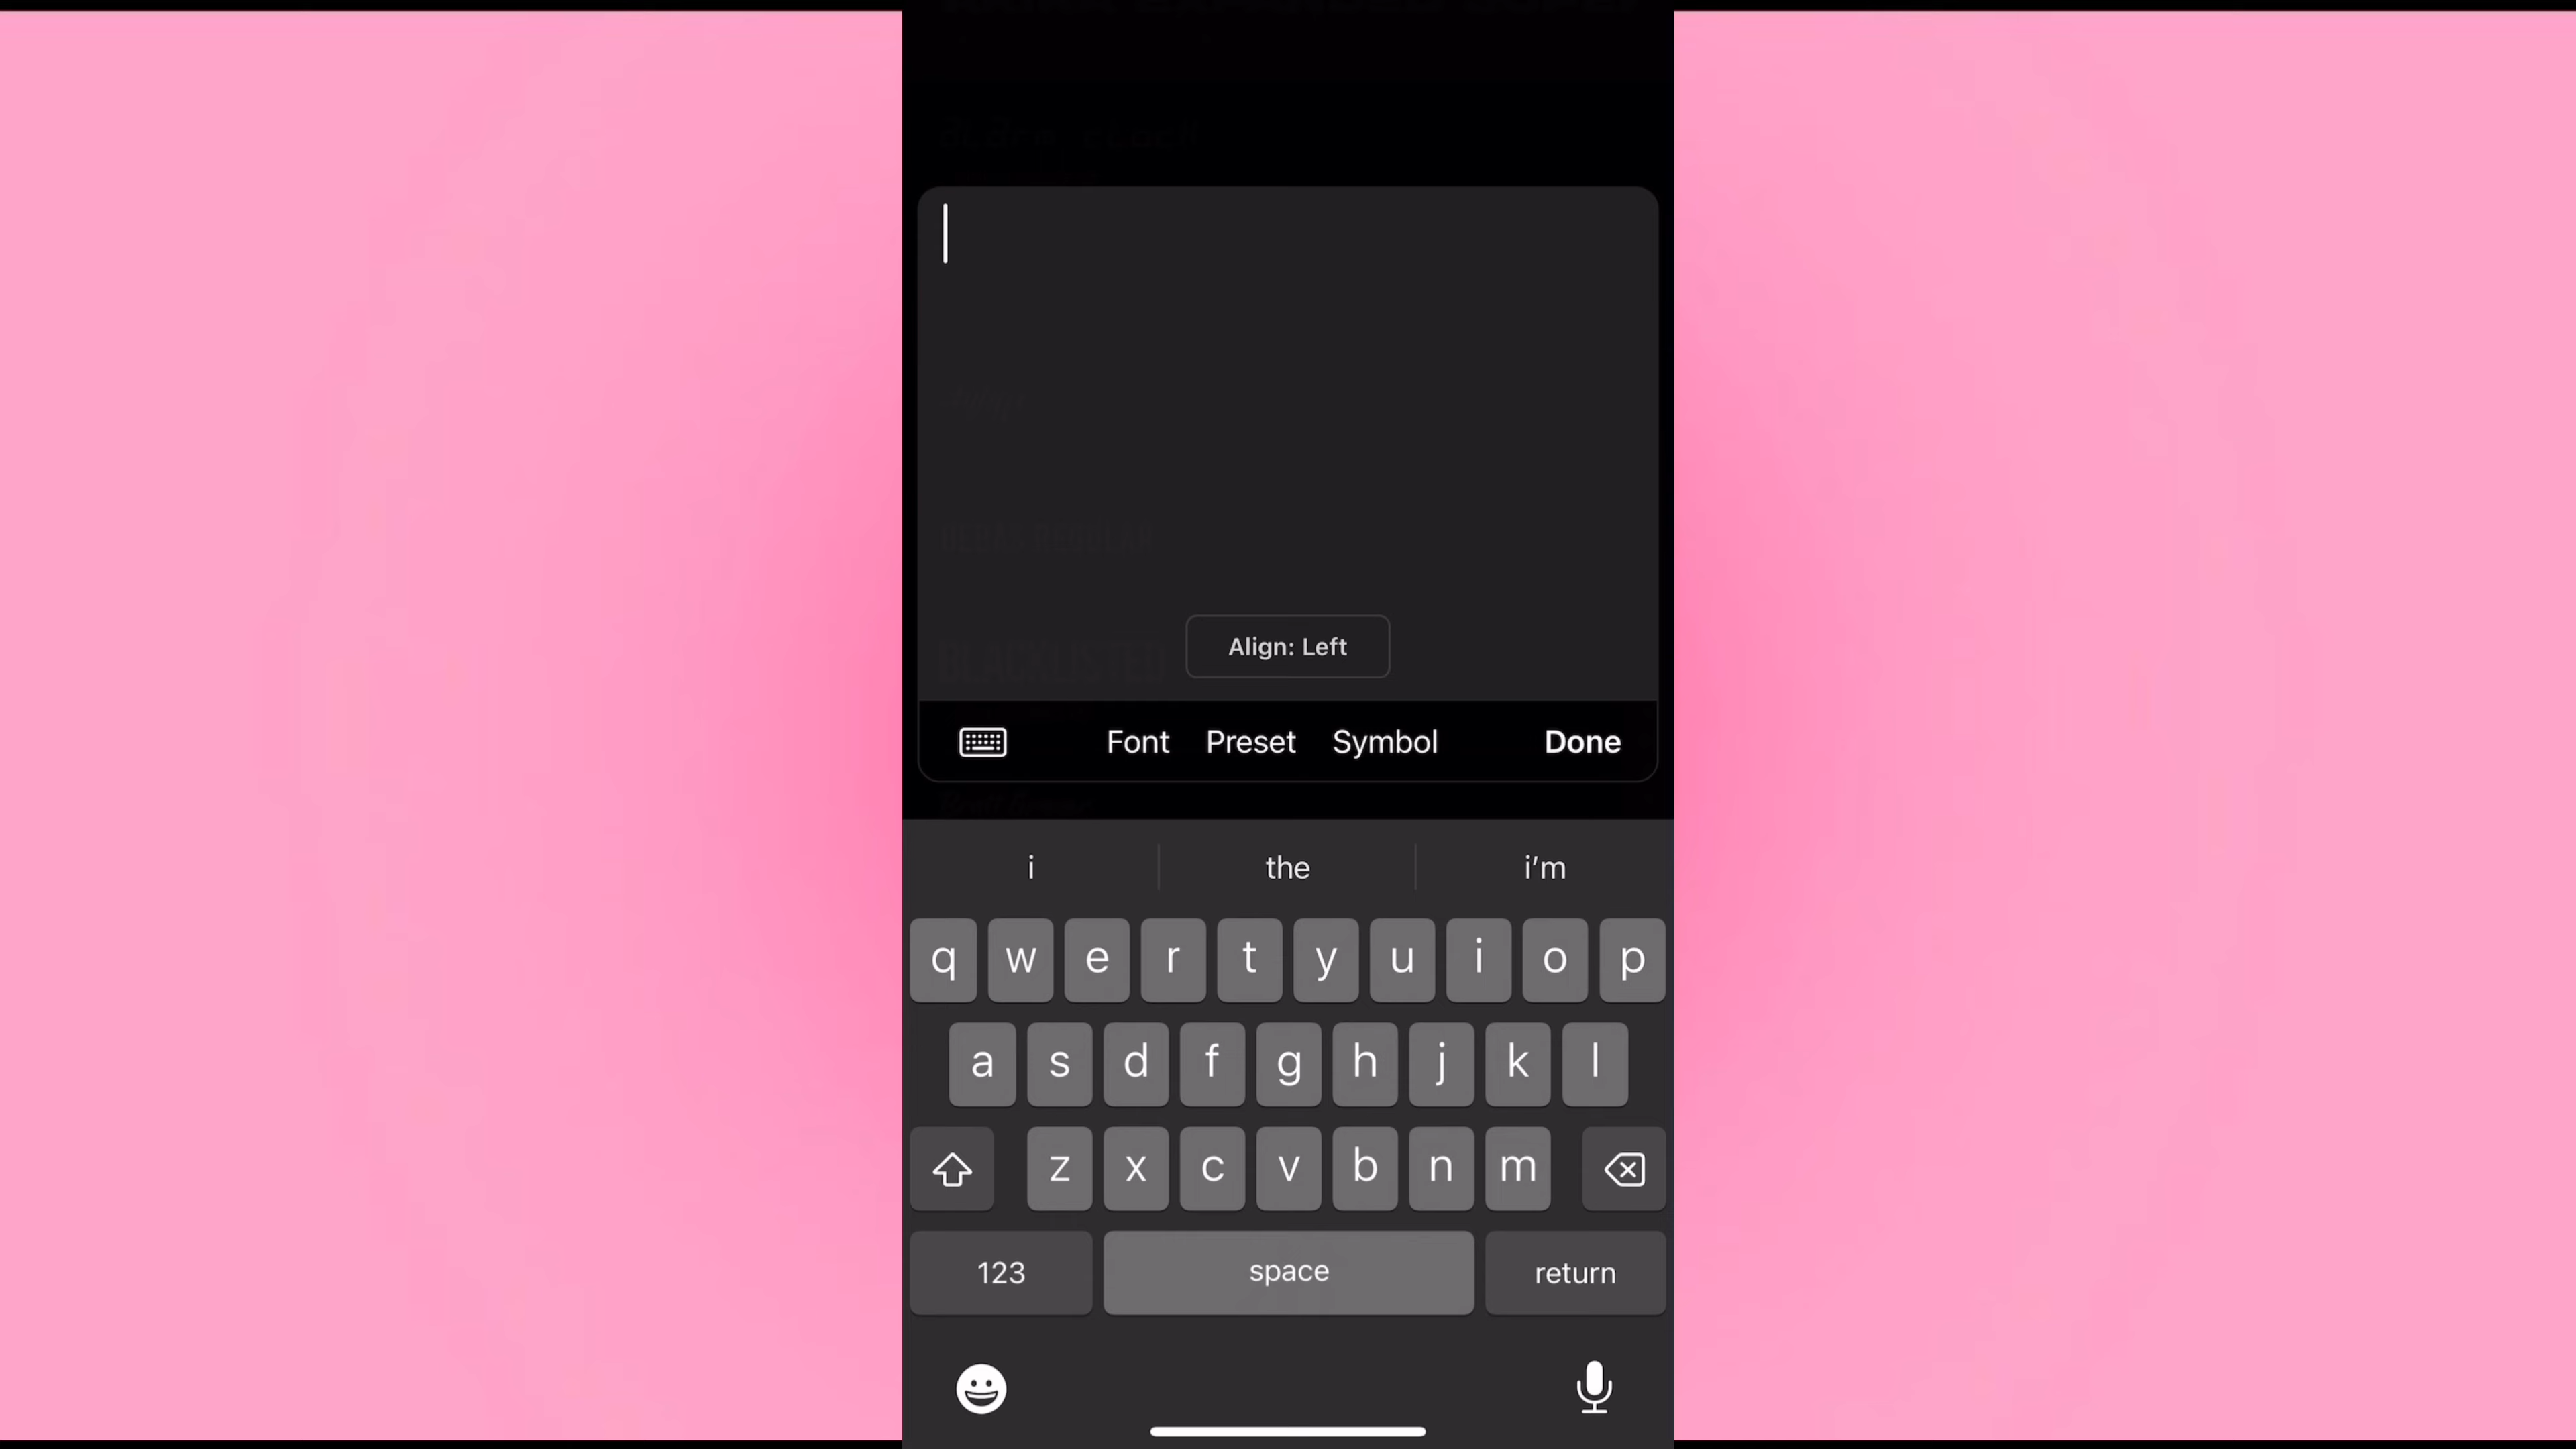 Align: Left
Font Preset Symbol Done
i the i'm
q w e r t y u i o p
a s d f g h j k l
z x c v b n m
123 space return